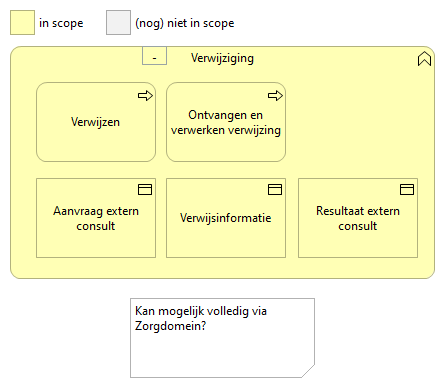 in scope
(nog) niet in scope
-
Verwijziging
Verwijzen
Ontvangen en
verwerken verwijzing
Aanvraag extern
consult
Verwijsinformatie
Resultaat extern
consult
Kan mogelijk volledig via
Zorgdomein?